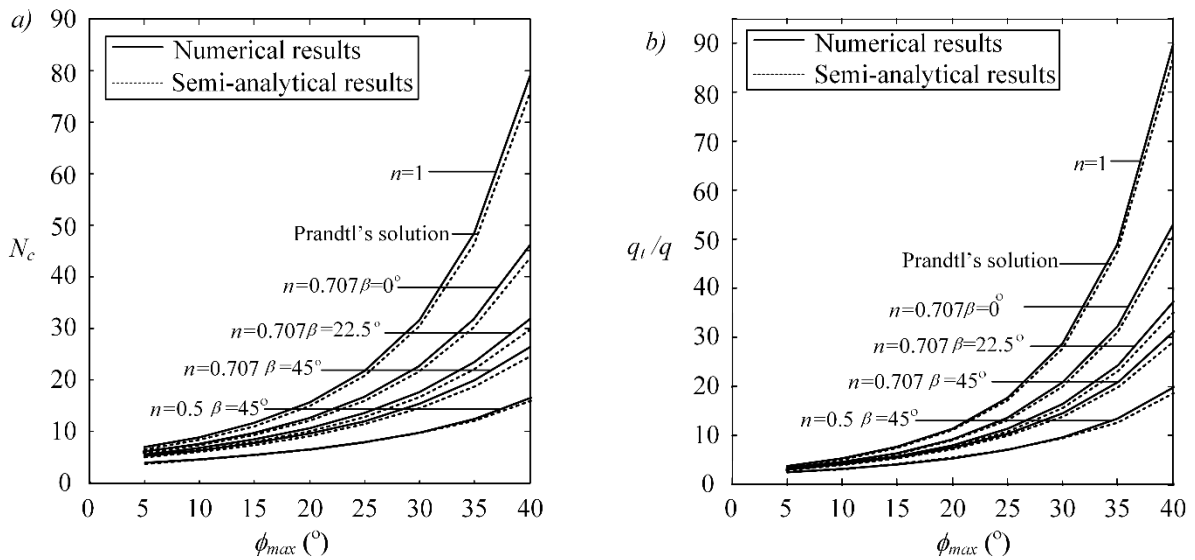 a)
90
80
70
60
50
40
30
20
10
0
N_c
Numerical results
Semi-analytical results
n=1
Prandtl's solution
n=0.707β=0°
n=0.707β=22.5°
n=0.707 β=45°
n=0.5 β=45°
0 5 10 15 20 25 30 35 40
ϕ_max (°)
b)
90
80
70
60
50
40
30
20
10
0
q_t /q
Numerical results
Semi-analytical results
n=1
Prandtl's solution
n=0.707β=0°
n=0.707β=22.5°
n=0.707 β=45°
n=0.5 β=45°
0 5 10 15 20 25 30 35 40
ϕ_max (°)